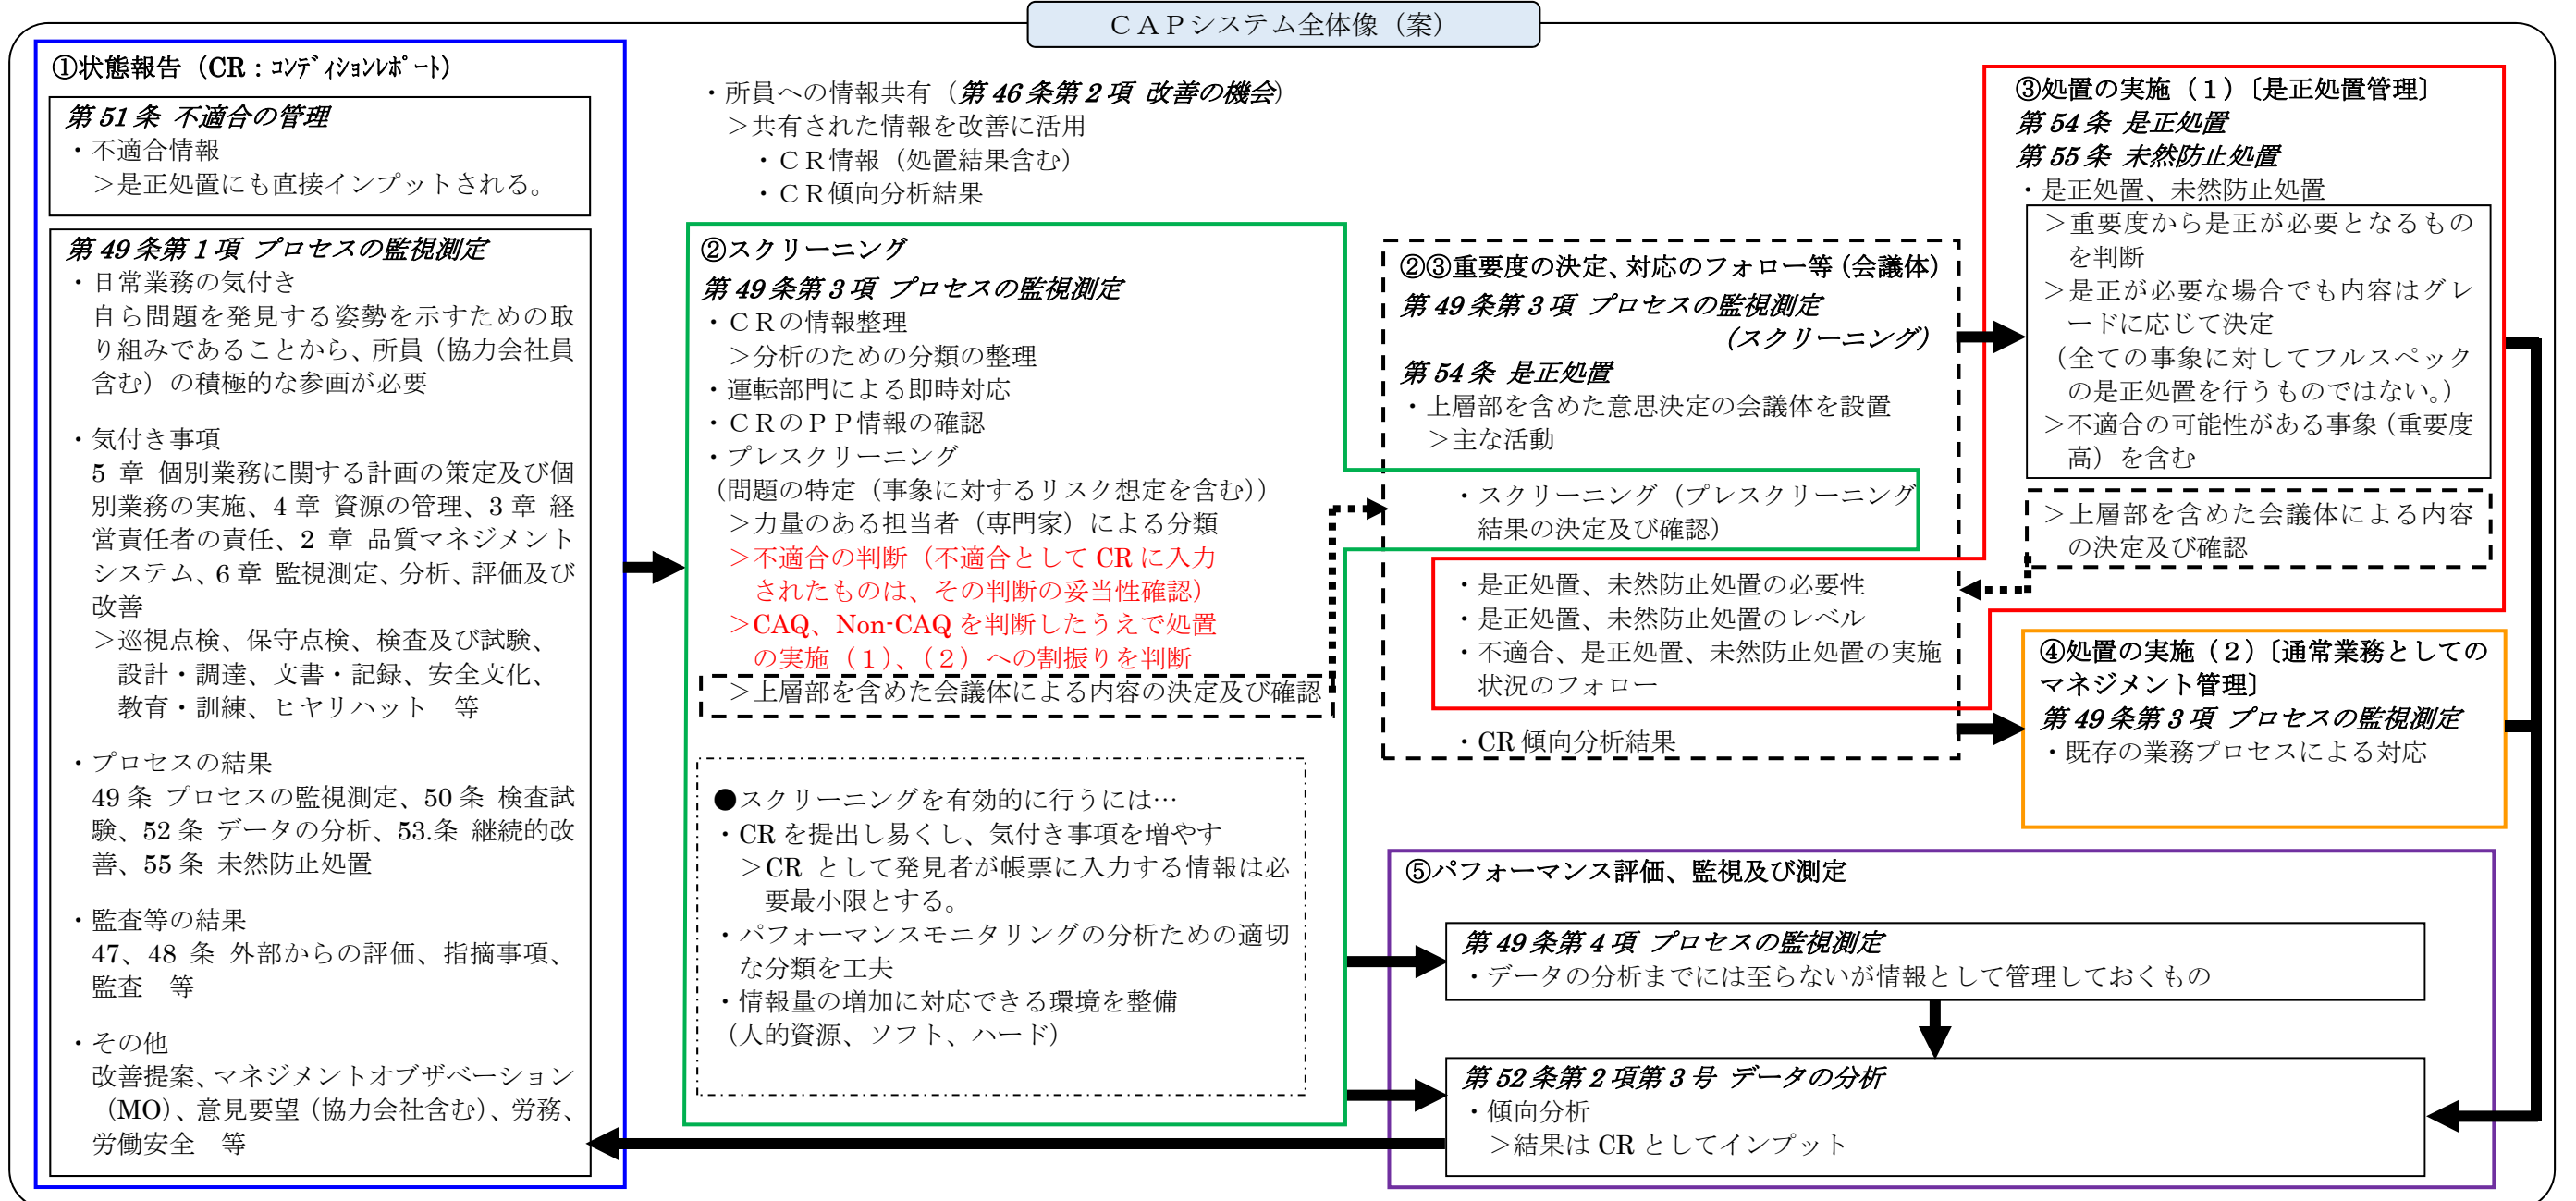 ＣＡＰシステム全体像（案）
①状態報告（CR：ｺﾝﾃﾞｨｼｮﾝﾚﾎﾟｰﾄ）
第 51 条 不適合の管理
・不適合情報
＞是正処置にも直接インプットされる。
第 49 条第 1 項 プロセスの監視測定
・日常業務の気付き
自ら問題を発見する姿勢を示すための取
り組みであることから、所員（協力会社員
含む）の積極的な参画が必要
・気付き事項
5 章 個別業務に関する計画の策定及び個
別業務の実施、4 章 資源の管理、3 章 経
営責任者の責任、2 章 品質マネジメント
システム、6 章 監視測定、分析、評価及び
改善
＞巡視点検、保守点検、検査及び試験、
設計・調達、文書・記録、安全文化、
教育・訓練、ヒヤリハット　等
・プロセスの結果
49 条 プロセスの監視測定、50 条 検査試
験、52 条 データの分析、53.条 継続的改
善、55 条 未然防止処置
・監査等の結果
47、48 条 外部からの評価、指摘事項、
監査　等
・その他
改善提案、マネジメントオブザベーション
（MO）、意見要望（協力会社含む）、労務、
労働安全　等
・所員への情報共有（第 46 条第 2 項 改善の機会）
＞共有された情報を改善に活用
・ＣＲ情報（処置結果含む）
・ＣＲ傾向分析結果
②スクリーニング
第 49 条第 3 項 プロセスの監視測定
・ＣＲの情報整理
＞分析のための分類の整理
・運転部門による即時対応
・ＣＲのＰＰ情報の確認
・プレスクリーニング
（問題の特定（事象に対するリスク想定を含む））
＞力量のある担当者（専門家）による分類
＞不適合の判断（不適合として CR に入力
されたものは、その判断の妥当性確認）
＞CAQ、Non-CAQ を判断したうえで処置
の実施（１）、（２）への割振りを判断
＞上層部を含めた会議体による内容の決定及び確認
●スクリーニングを有効的に行うには…
・CR を提出し易くし、気付き事項を増やす
＞CR として発見者が帳票に入力する情報は必
要最小限とする。
・パフォーマンスモニタリングの分析ための適切
な分類を工夫
・情報量の増加に対応できる環境を整備
（人的資源、ソフト、ハード）
②③重要度の決定、対応のフォロー等（会議体）
第 49 条第 3 項 プロセスの監視測定
（スクリーニング）
第 54 条 是正処置
・上層部を含めた意思決定の会議体を設置
＞主な活動
・スクリーニング（プレスクリーニング
結果の決定及び確認）
・是正処置、未然防止処置の必要性
・是正処置、未然防止処置のレベル
・不適合、是正処置、未然防止処置の実施
状況のフォロー
・CR 傾向分析結果
③処置の実施（１）〔是正処置管理〕
第 54 条 是正処置
第 55 条 未然防止処置
・是正処置、未然防止処置
＞重要度から是正が必要となるもの
を判断
＞是正が必要な場合でも内容はグレ
ードに応じて決定
（全ての事象に対してフルスペック
の是正処置を行うものではない。）
＞不適合の可能性がある事象（重要度
高）を含む
＞上層部を含めた会議体による内容
の決定及び確認
④処置の実施（２）〔通常業務としての
マネジメント管理〕
第 49 条第 3 項 プロセスの監視測定
・既存の業務プロセスによる対応
⑤パフォーマンス評価、監視及び測定
第 49 条第 4 項 プロセスの監視測定
・データの分析までには至らないが情報として管理しておくもの
第 52 条第 2 項第 3 号 データの分析
・傾向分析
＞結果は CR としてインプット